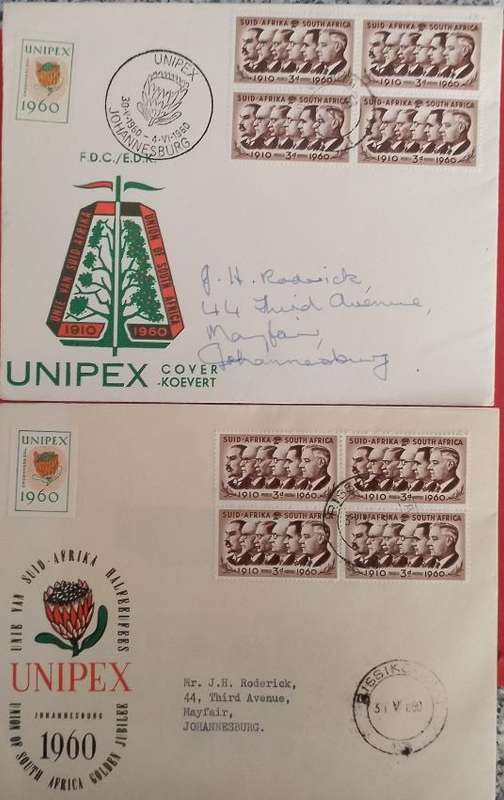 UNIPEX
JOHANNESBURG
1960
UNIPEX
30-V-1960 - 4-VI-1960
JOHANNESBURG
SUID-AFRIKA SOUTH AFRICA
1910 3d 1960
SUID-AFRIKA SOUTH AFRICA
1910 3d 1960
SUID-AFRIKA SOUTH AFRICA
1910 3d 1960
SUID-AFRIKA SOUTH AFRICA
1910 3d 1960
F.D.C./E.D.K.
UNIE VAN SUID AFRIKA
UNION OF SOUTH AFRICA
1910 1960
UNIPEX COVER
-KOEVERT
J. H. Roderick,
44 Third Avenue,
Mayfair,
Johannesburg
UNIPEX
JOHANNESBURG
1960
SUID-AFRIKA SOUTH AFRICA
1910 3d 1960
SUID-AFRIKA SOUTH AFRICA
1910 3d 1960
SUID-AFRIKA SOUTH AFRICA
1910 3d 1960
SUID-AFRIKA SOUTH AFRICA
1910 3d 1960
UNIE VAN SUID-AFRIKA HALFEEUFEES
UNIPEX
JOHANNESBURG
1960
UNION OF SOUTH AFRICA GOLDEN JUBILEE
Mr. J.H. Roderick,
44, Third Avenue,
Mayfair,
JOHANNESBURG.
31 V 60